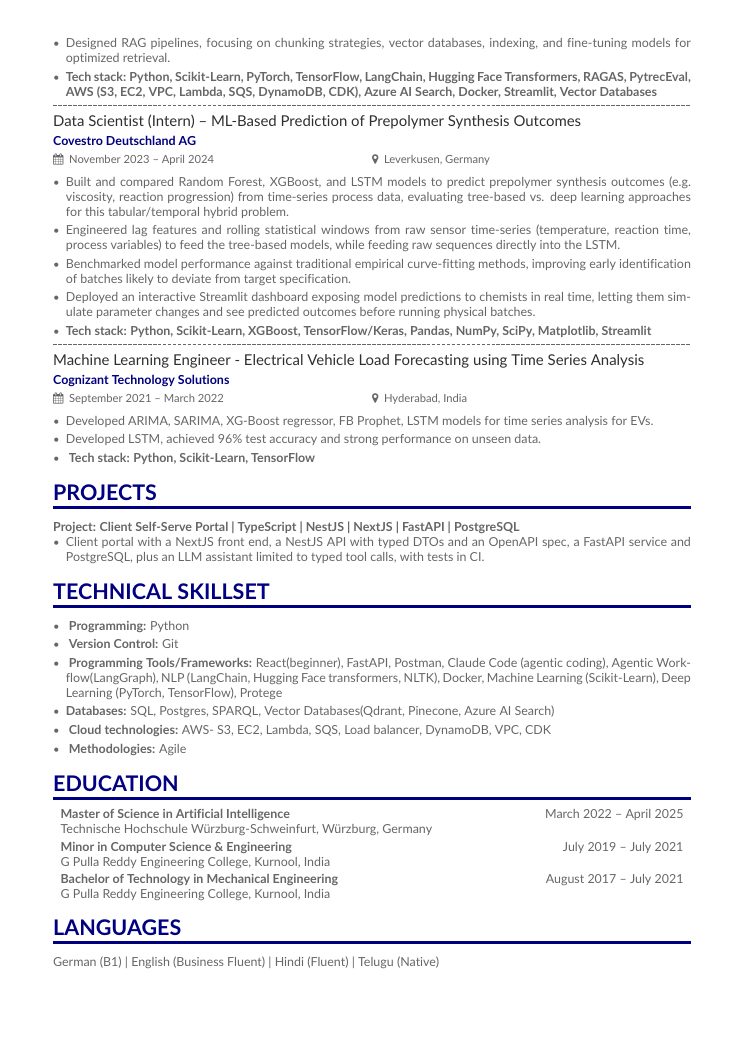 • Designed RAG pipelines, focusing on chunking strategies, vector databases, indexing, and fine-tuning models for
optimized retrieval.
• Tech stack: Python, Scikit-Learn, PyTorch, TensorFlow, LangChain, Hugging Face Transformers, RAGAS, PytrecEval,
AWS (S3, EC2, VPC, Lambda, SQS, DynamoDB, CDK), Azure AI Search, Docker, Streamlit, Vector Databases
Data Scientist (Intern) – ML-Based Prediction of Prepolymer Synthesis Outcomes
Covestro Deutschland AG
November 2023 – April 2024 Leverkusen, Germany
• Built and compared Random Forest, XGBoost, and LSTM models to predict prepolymer synthesis outcomes (e.g.
viscosity, reaction progression) from time-series process data, evaluating tree-based vs. deep learning approaches
for this tabular/temporal hybrid problem.
• Engineered lag features and rolling statistical windows from raw sensor time-series (temperature, reaction time,
process variables) to feed the tree-based models, while feeding raw sequences directly into the LSTM.
• Benchmarked model performance against traditional empirical curve-fitting methods, improving early identification
of batches likely to deviate from target specification.
• Deployed an interactive Streamlit dashboard exposing model predictions to chemists in real time, letting them sim-
ulate parameter changes and see predicted outcomes before running physical batches.
• Tech stack: Python, Scikit-Learn, XGBoost, TensorFlow/Keras, Pandas, NumPy, SciPy, Matplotlib, Streamlit
Machine Learning Engineer - Electrical Vehicle Load Forecasting using Time Series Analysis
Cognizant Technology Solutions
September 2021 – March 2022 Hyderabad, India
• Developed ARIMA, SARIMA, XG-Boost regressor, FB Prophet, LSTM models for time series analysis for EVs.
• Developed LSTM, achieved 96% test accuracy and strong performance on unseen data.
• Tech stack: Python, Scikit-Learn, TensorFlow
PROJECTS
Project: Client Self-Serve Portal | TypeScript | NestJS | NextJS | FastAPI | PostgreSQL
• Client portal with a NextJS front end, a NestJS API with typed DTOs and an OpenAPI spec, a FastAPI service and
PostgreSQL, plus an LLM assistant limited to typed tool calls, with tests in CI.
TECHNICAL SKILLSET
• Programming: Python
• Version Control: Git
• Programming Tools/Frameworks: React(beginner), FastAPI, Postman, Claude Code (agentic coding), Agentic Work-
flow(LangGraph), NLP (LangChain, Hugging Face transformers, NLTK), Docker, Machine Learning (Scikit-Learn), Deep
Learning (PyTorch, TensorFlow), Protege
• Databases: SQL, Postgres, SPARQL, Vector Databases(Qdrant, Pinecone, Azure AI Search)
• Cloud technologies: AWS- S3, EC2, Lambda, SQS, Load balancer, DynamoDB, VPC, CDK
• Methodologies: Agile
EDUCATION
Master of Science in Artificial Intelligence March 2022 – April 2025
Technische Hochschule Würzburg-Schweinfurt, Würzburg, Germany
Minor in Computer Science & Engineering July 2019 – July 2021
G Pulla Reddy Engineering College, Kurnool, India
Bachelor of Technology in Mechanical Engineering August 2017 – July 2021
G Pulla Reddy Engineering College, Kurnool, India
LANGUAGES
German (B1) | English (Business Fluent) | Hindi (Fluent) | Telugu (Native)